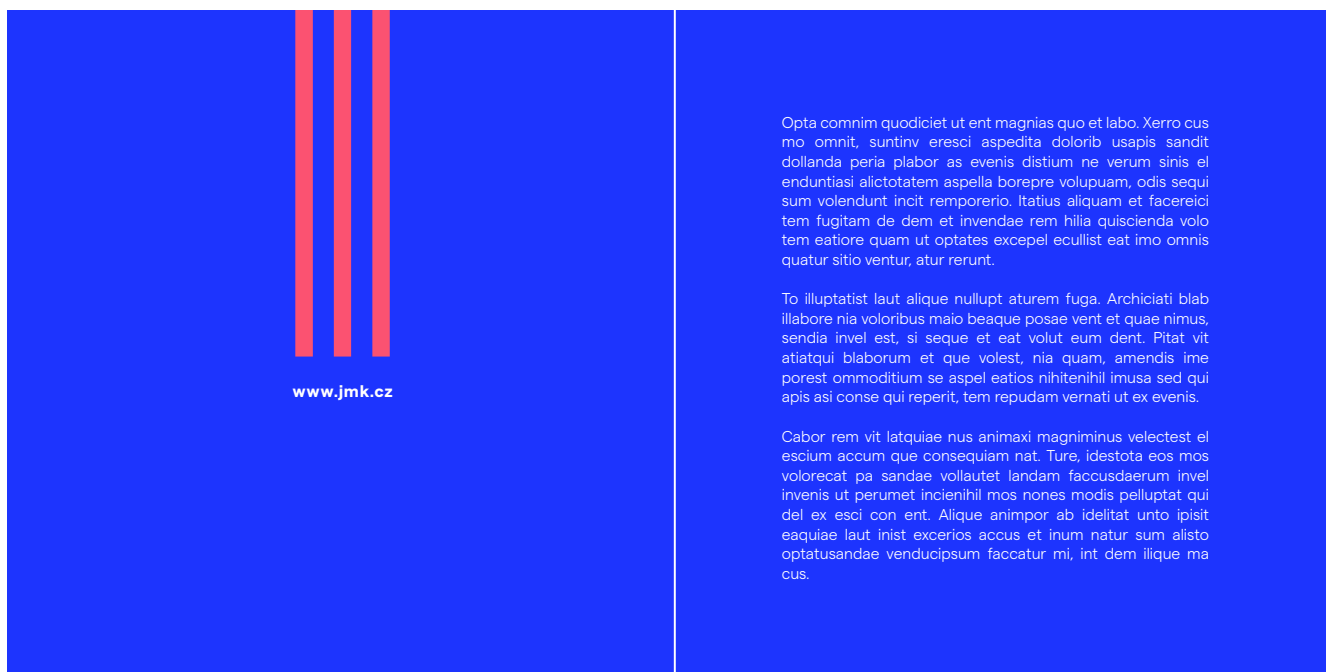 www.jmk.cz
Opta comnim quodiciet ut ent magnias quo et labo. Xerro cus
mo omnit, suntinv eresci aspedita dolorib usapis sandit
dollanda peria plabor as evenis distium ne verum sinis el
enduntiasi alictotatem aspella borepre volupuam, odis sequi
sum volendunt incit remporerio. Itatius aliquam et facereici
tem fugitam de dem et invendae rem hilia quiscienda volo
tem eatiore quam ut optates excepel ecullist eat imo omnis
quatur sitio ventur, atur rerunt.
To illuptatist laut alique nullupt aturem fuga. Archiciati blab
illabore nia voloribus maio beaque posae vent et quae nimus,
sendia invel est, si seque et eat volut eum dent. Pitat vit
atiatqui blaborum et que volest, nia quam, amendis ime
porest ommoditium se aspel eatios nihitenihil imusa sed qui
apis asi conse qui reperit, tem repudam vernati ut ex evenis.
Cabor rem vit latquiae nus animaxi magniminus velectest el
escium accum que consequiam nat. Ture, idestota eos mos
volorecat pa sandae vollautet landam faccusdaerum invel
invenis ut perumet incienihil mos nones modis pelluptat qui
del ex esci con ent. Alique animpor ab idelitat unto ipisit
eaquiae laut inist excerios accus et inum natur sum alisto
optatusandae venducipsum faccatur mi, int dem ilique ma
cus.